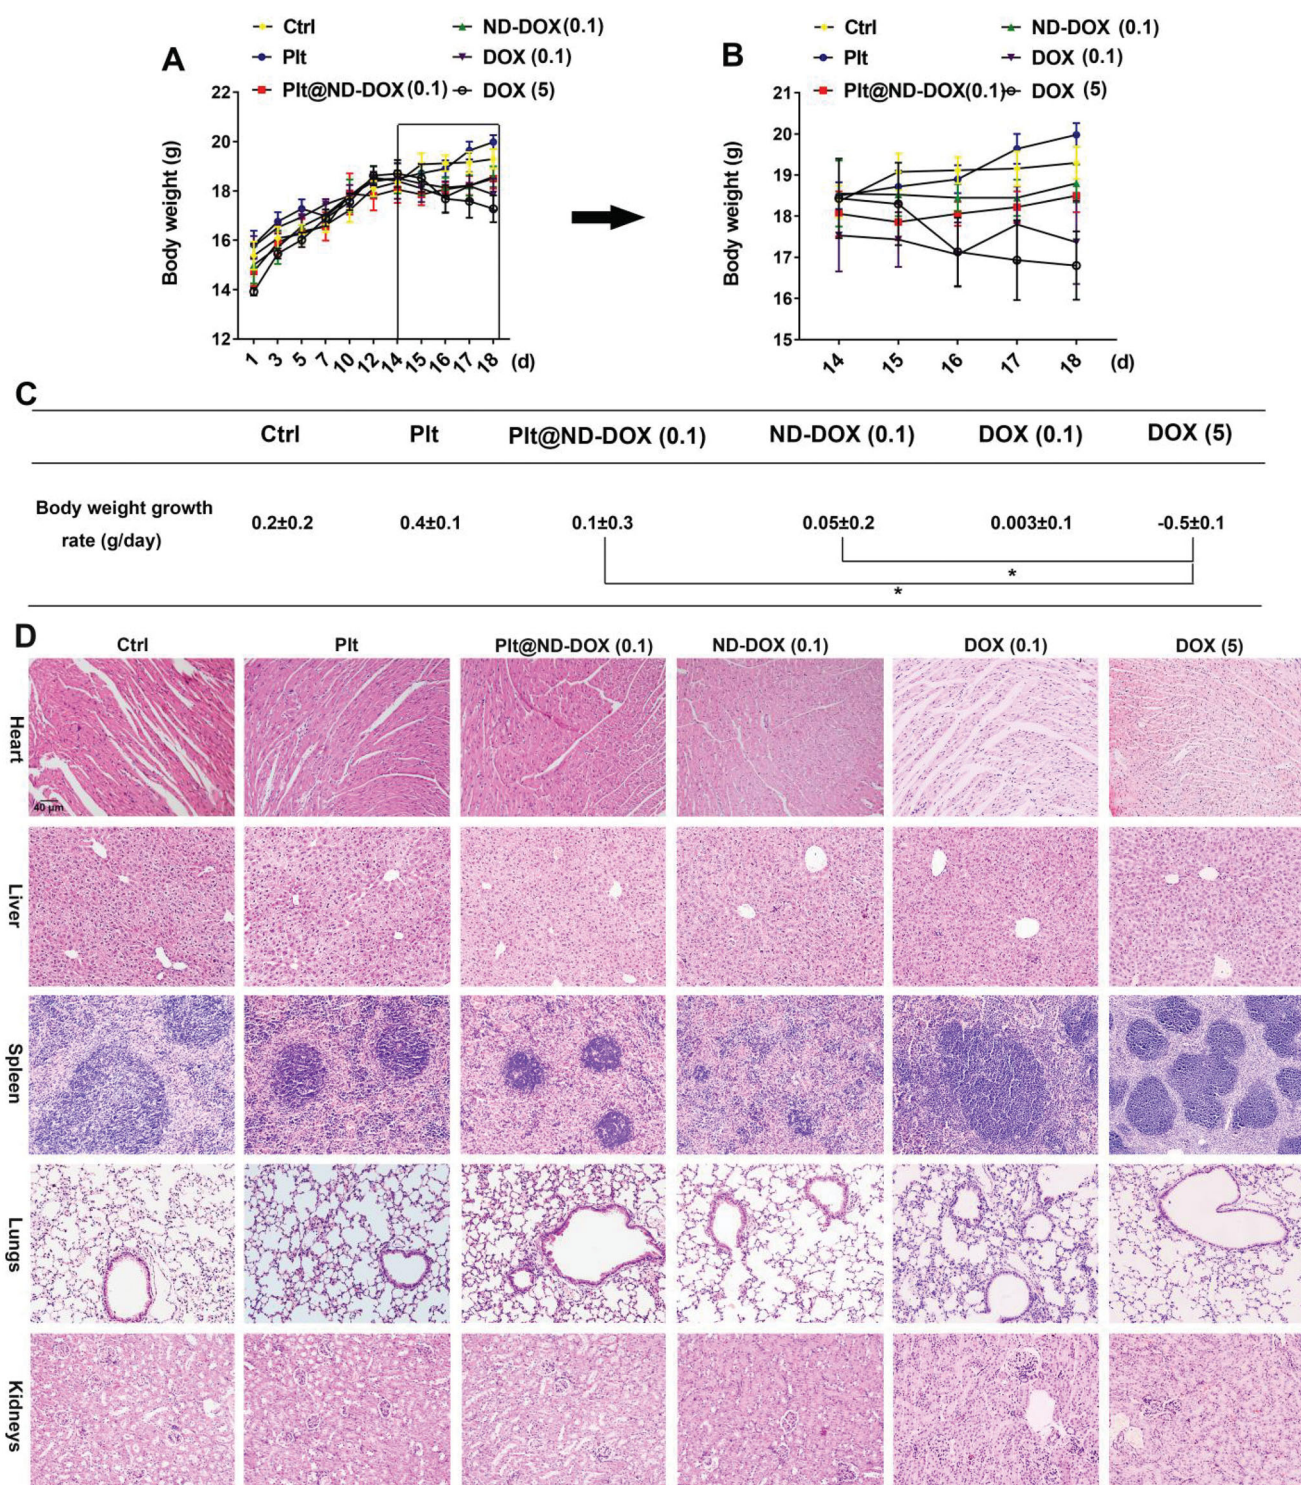 A
Ctrl
Plt
Plt@ND-DOX (0.1)
ND-DOX (0.1)
DOX (0.1)
DOX (5)
Body weight (g)
22
20
18
16
14
12
1 3 5 7 10 12 14 15 16 17 18 (d)
B
Ctrl
Plt
Plt@ND-DOX(0.1)
ND-DOX (0.1)
DOX (0.1)
DOX (5)
Body weight (g)
21
20
19
18
17
16
15
14 15 16 17 18 (d)
C
Ctrl Plt Plt@ND-DOX (0.1) ND-DOX (0.1) DOX (0.1) DOX (5)
Body weight growth
rate (g/day)
0.2±0.2 0.4±0.1 0.1±0.3 0.05±0.2 0.003±0.1 -0.5±0.1
*
*
D
Ctrl Plt Plt@ND-DOX (0.1) ND-DOX (0.1) DOX (0.1) DOX (5)
Heart
40 μm
Liver
Spleen
Lungs
Kidneys